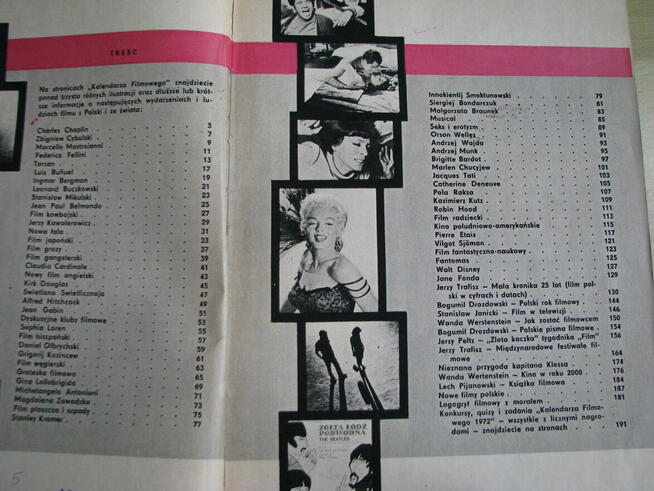 TREŚĆ
Na stronicach „Kalendarza Filmowego" znajdziecie
ponad trzysta różnych ilustracji oraz dłuższe lub krót-
sze informacje o następujących wydarzeniach i lu-
dziach filmu z Polski i ze świata:
Charles Chaplin 5
Zbigniew Cybulski 7
Marcello Mastroianni 9
Federico Fellini 11
Tarzan 13
Luis Buñuel 17
Ingmar Bergman 19
Leonard Buczkowski 21
Stanisław Mikulski 23
Jean Paul Belmondo 25
Film kowbojski 27
Jerzy Kawalerowicz 29
Nowa fala 31
Film japoński 33
Film grozy 37
Film gangsterski 39
Claudia Cardinale 41
Nowy film angielski 43
Kirk Douglas 45
Swietłana Swietlicznaja 47
Alfred Hitchcock 49
Jean Gabin 51
Dyskusyjne kluby filmowe 53
Sophia Loren 55
Film hiszpański 57
Daniel Olbrychski 59
Grigorij Kozincew 61
Film węgierski 63
Groteska filmowa 65
Gina Lollobrigida 69
Michelangelo Antonioni 71
Magdalena Zawadzka 73
Film płaszcza i szpady 75
Stanley Kramer 77
5
ŻÓŁTA ŁÓDŹ
PODWODNA
THE BEATLES
Innokientij Smoktunowski 79
Siergiej Bondarczuk 81
Małgorzata Braunek 83
Musical 85
Seks i erotyzm 89
Orson Welles 91
Andrzej Wajda 93
Andrzej Munk 95
Brigitte Bardot 97
Marlen Chucyjew 101
Jacques Tati 103
Catherine Deneuve 105
Pola Raksa 107
Kazimierz Kutz 109
Robin Hood 111
Film radziecki 113
Kino południowo-amerykańskie 115
Pierre Etaix 117
Vilgot Sjöman 121
Film fantastyczno-naukowy 123
Fantomas 125
Walt Disney 127
Jane Fonda 129
Jerzy Trafisz – Mała kronika 25 lat (film pol-
ski w cyfrach i datach) 130
Bogumił Drozdowski – Polski rok filmowy 144
Stanisław Janicki – Film w telewizji 146
Wanda Werstenstein – Jak zostać filmowcem 150
Bogumił Drozdowski – Polskie pisma filmowe 154
Jerzy Peltz – „Złota kaczka" tygodnika „Film" 156
Jerzy Trafisz – Międzynarodowe festiwale fil-
mowe 164
Nieznana przygoda kapitana Klossa 174
Wanda Wertenstein – Kino w roku 2000 176
Lech Pijanowski – Książka filmowa 184
Nowe filmy polskie 187
Logogryf filmowy z morałem 181
Konkursy, quizy i zadania „Kalendarza Filmo-
wego 1972" – wszystkie z licznymi nagro-
dami – znajdziecie na stronach 191